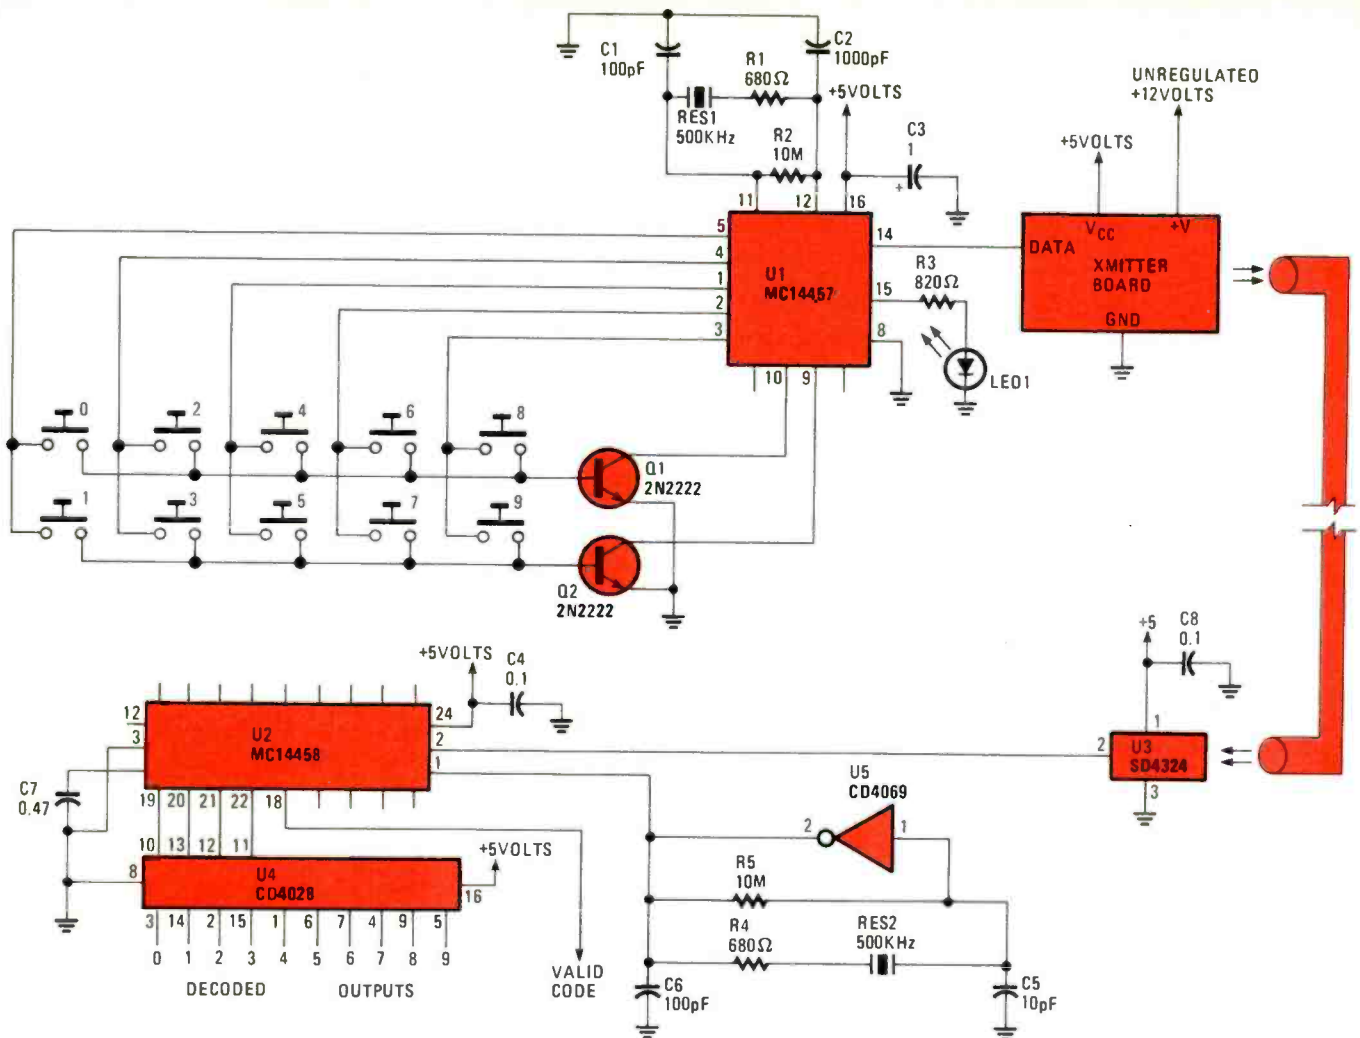 C1
100pF
C2
1000pF
R1
680Ω
RES1
500KHz
R2
10M
+5VOLTS
C3
1
+
UNREGULATED
+12VOLTS
+5VOLTS
11
12
16
5
4
1
2
3
U1
MC14457
14
15
8
10
9
R3
820Ω
LED1
DATA
VCC
+V
XMITTER
BOARD
GND
0
2
4
6
8
1
3
5
7
9
Q1
2N2222
Q2
2N2222
+5VOLTS
C4
0.1
12
3
U2
MC14458
24
2
1
C7
0.47
19
20
21
22
18
10
13
12
11
+5VOLTS
8
U4
CD4028
16
3
14
2
15
1
6
7
4
9
5
0
1
2
3
4
5
6
7
8
9
DECODED
OUTPUTS
VALID
CODE
U5
CD4069
2
1
R5
10M
R4
680Ω
RES2
500KHz
C6
100pF
C5
10pF
+5
C8
0.1
1
2
U3
SD4324
3